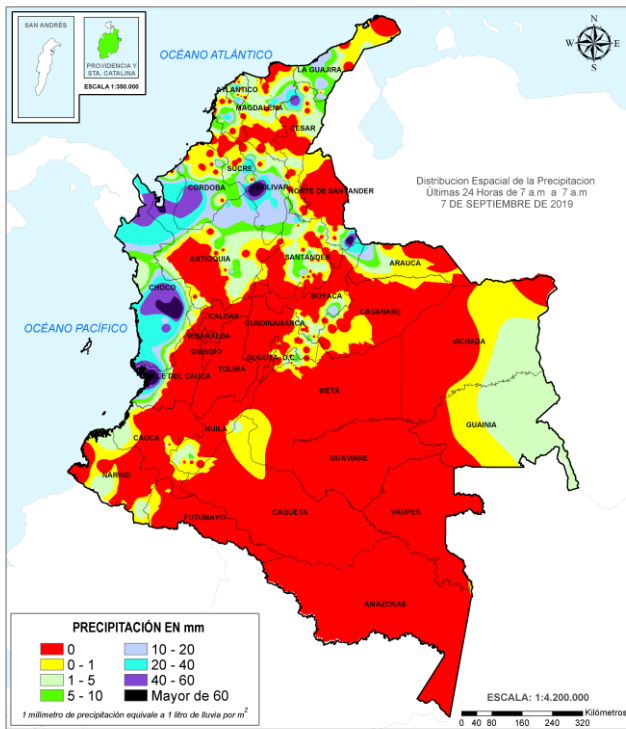 SAN ANDRÉS
PROVIDENCIA Y
STA. CATALINA
ESCALA 1:380.000
OCÉANO ATLÁNTICO
N
W E
S
LA GUAJIRA
ATLANTICO
MAGDALENA
CESAR
SUCRE
CORDOBA
BOLIVAR
NORTE DE SANTANDER
Distribucion Espacial de la Precipitacion
Últimas 24 Horas de 7 a.m a 7 a.m
7 DE SEPTIEMBRE DE 2019
ANTIOQUIA
SANTANDER
ARAUCA
CHOCO
BOYACA
CASANARE
OCÉANO PACÍFICO
CALDAS
CUNDINAMARCA
RISARALDA
VICHADA
QUINDIO
BOGOTA D.C.
TOLIMA
VALLE DEL CAUCA
META
HUILA
GUAINIA
CAUCA
GUAVIARE
NARIÑO
CAQUETA
VAUPES
PUTUMAYO
AMAZONAS
PRECIPITACIÓN EN mm
0 10 - 20
0 - 1 20 - 40
1 - 5 40 - 60
5 - 10 Mayor de 60
1 milimetro de precipitación equivale a 1 litro de lluvia por m2
ESCALA: 1:4.200.000
Kilómetros
0 40 80 160 240 320